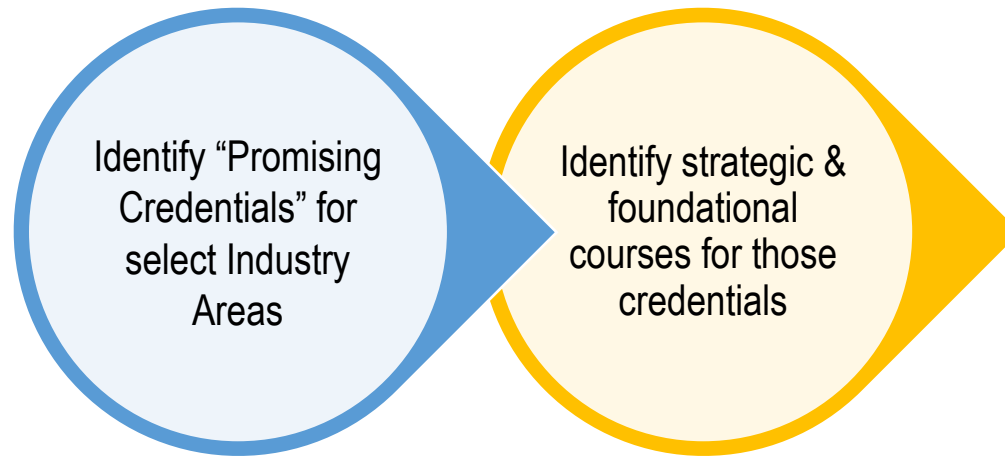 Identify “Promising
Credentials” for
select Industry
Areas
Identify strategic &
foundational
courses for those
credentials